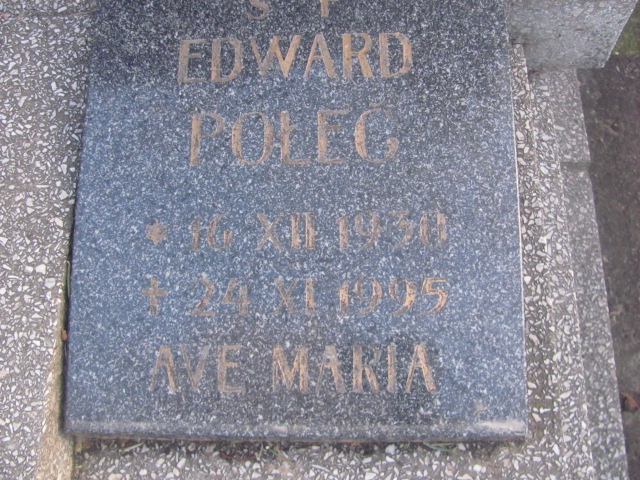 S P
EDWARD
POŁEĆ
* 16 XII 1930
+ 24 XI 1995
AVE MARIA